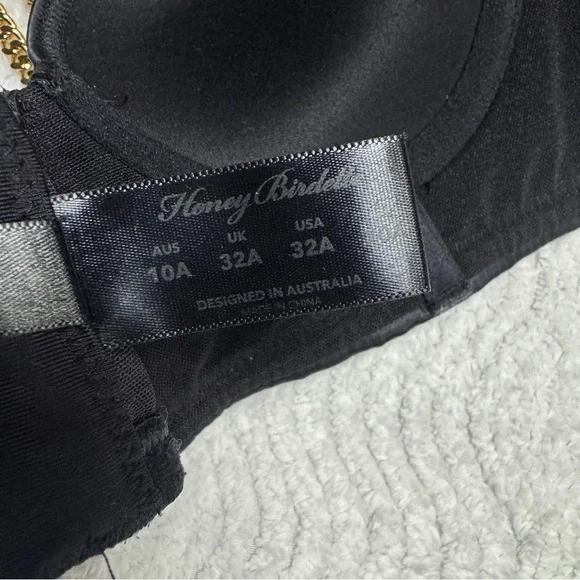 Honey Birdette
AUS UK USA
10A 32A 32A
DESIGNED IN AUSTRALIA
MADE IN CHINA